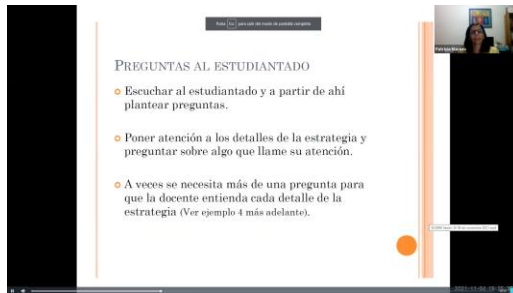 PREGUNTAS AL ESTUDIANTADO
Escuchar al estudiantado y a partir de ahí
plantear preguntas.
Poner atención a los detalles de la estrategia y
preguntar sobre algo que llame su atención.
A veces se necesita más de una pregunta para
que la docente entienda cada detalle de la
estrategia (Ver ejemplo 4 más adelante).